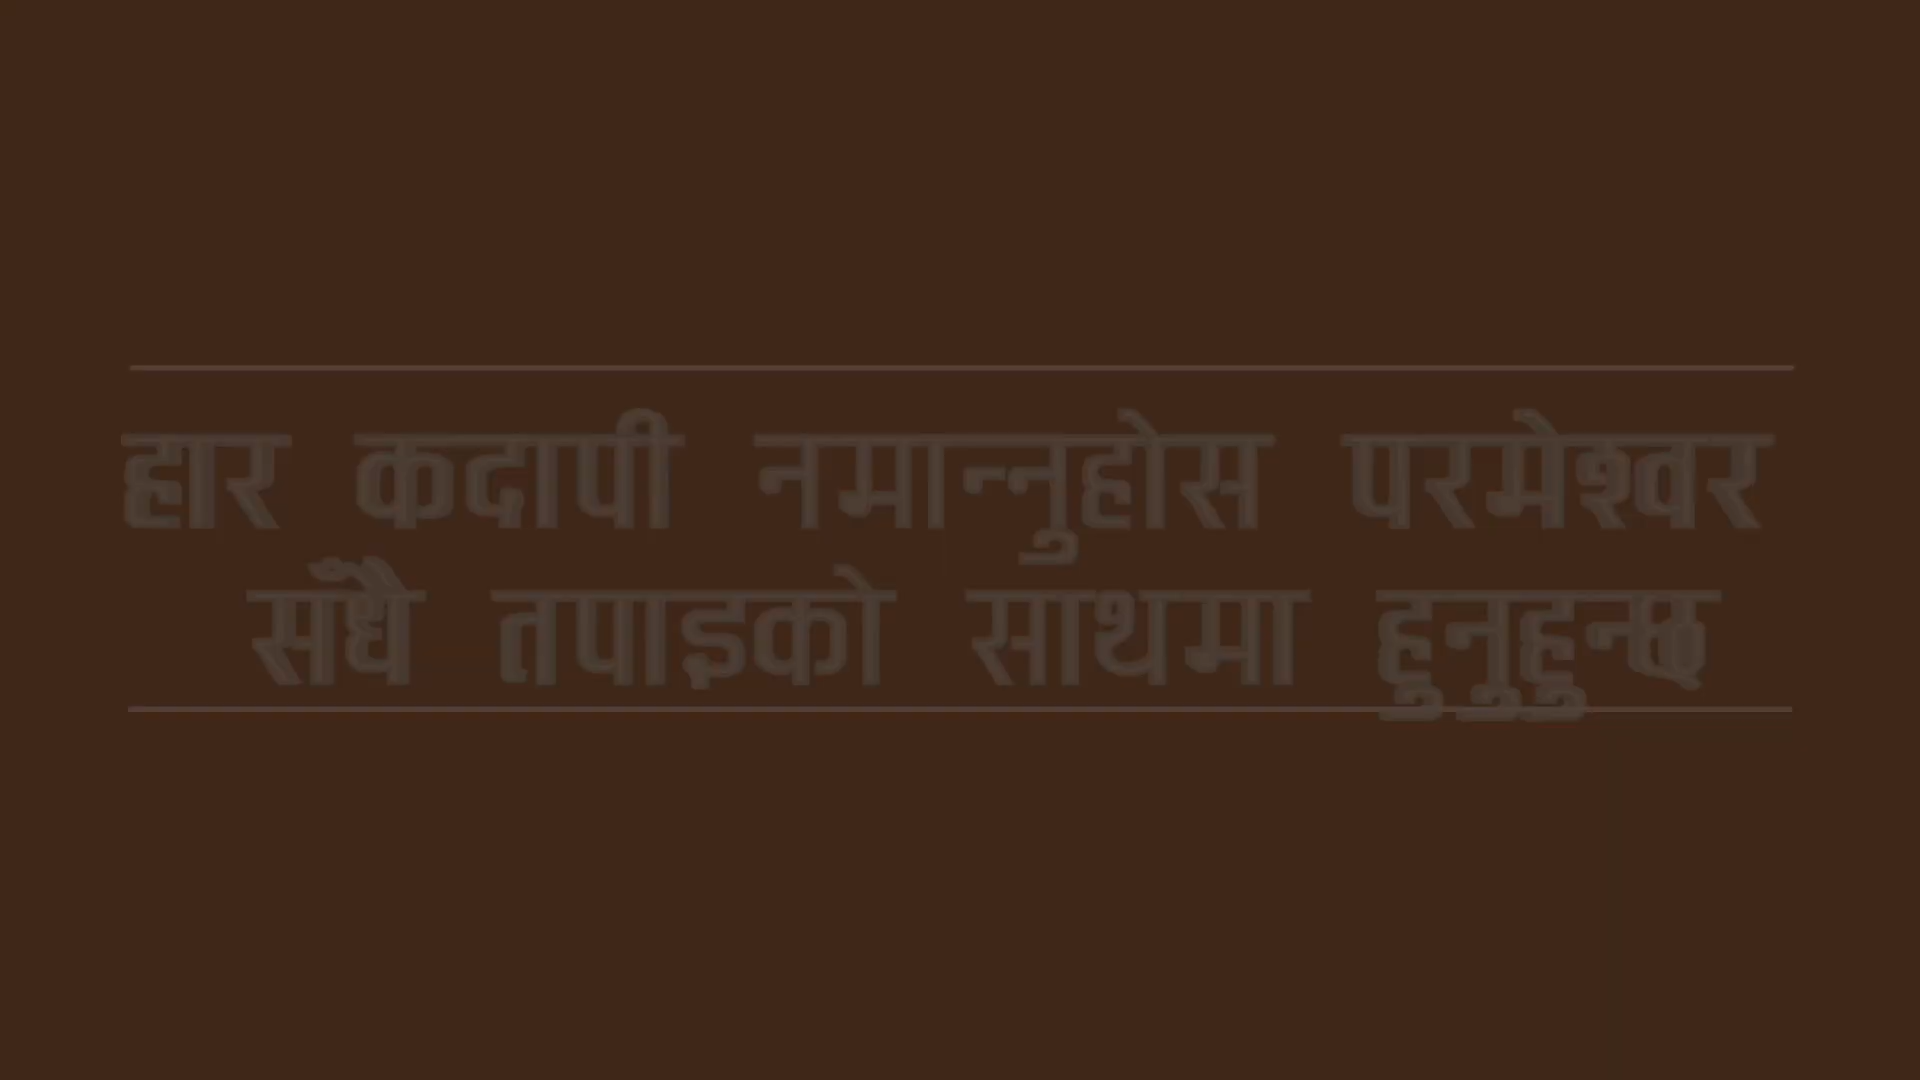 हार कदापी नमान्नुहोस परमेश्वर
सँधै तपाइको साथमा हुनुहुन्छ